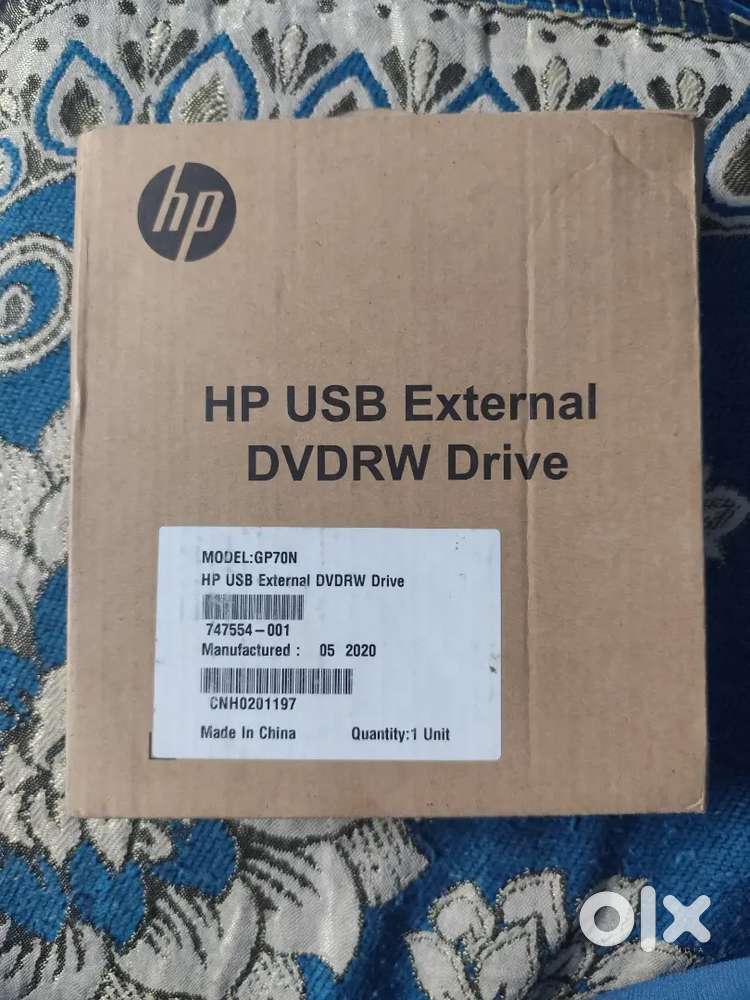 hp
HP USB External
DVDRW Drive
MODEL:GP70N
HP USB External DVDRW Drive
747554-001
Manufactured : 05 2020
CNH0201197
Made In China Quantity:1 Unit
olx